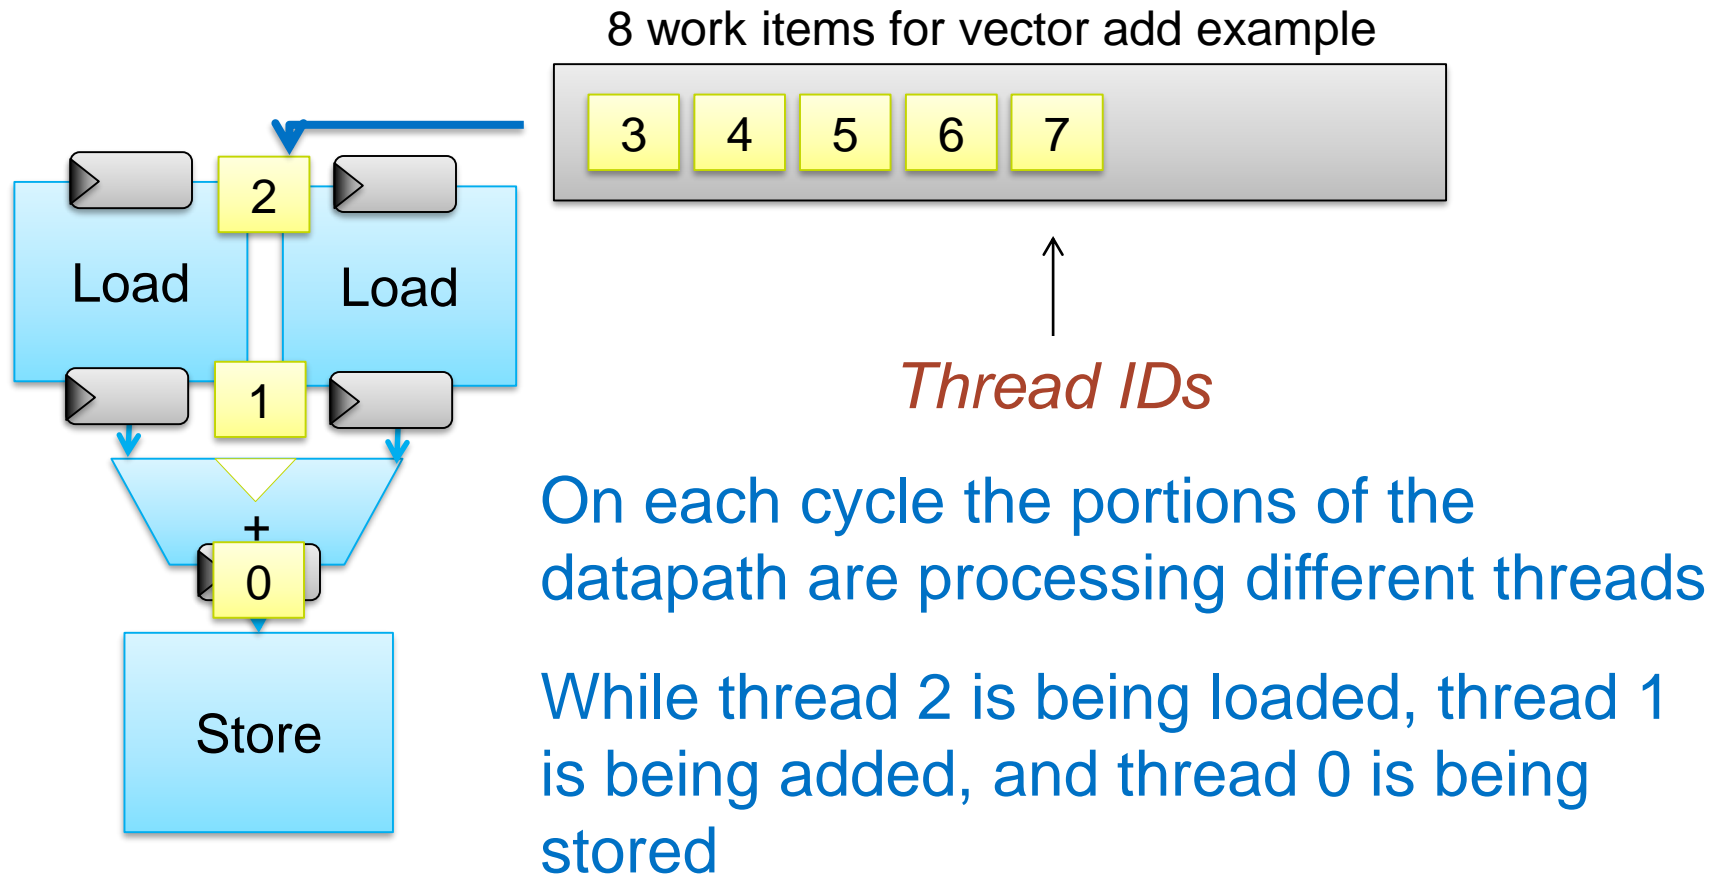 8 work items for vector add example
3 4 5 6 7
2
Load Load
1
Thread IDs
+
0
Store
On each cycle the portions of the
datapath are processing different threads
While thread 2 is being loaded, thread 1
is being added, and thread 0 is being
stored